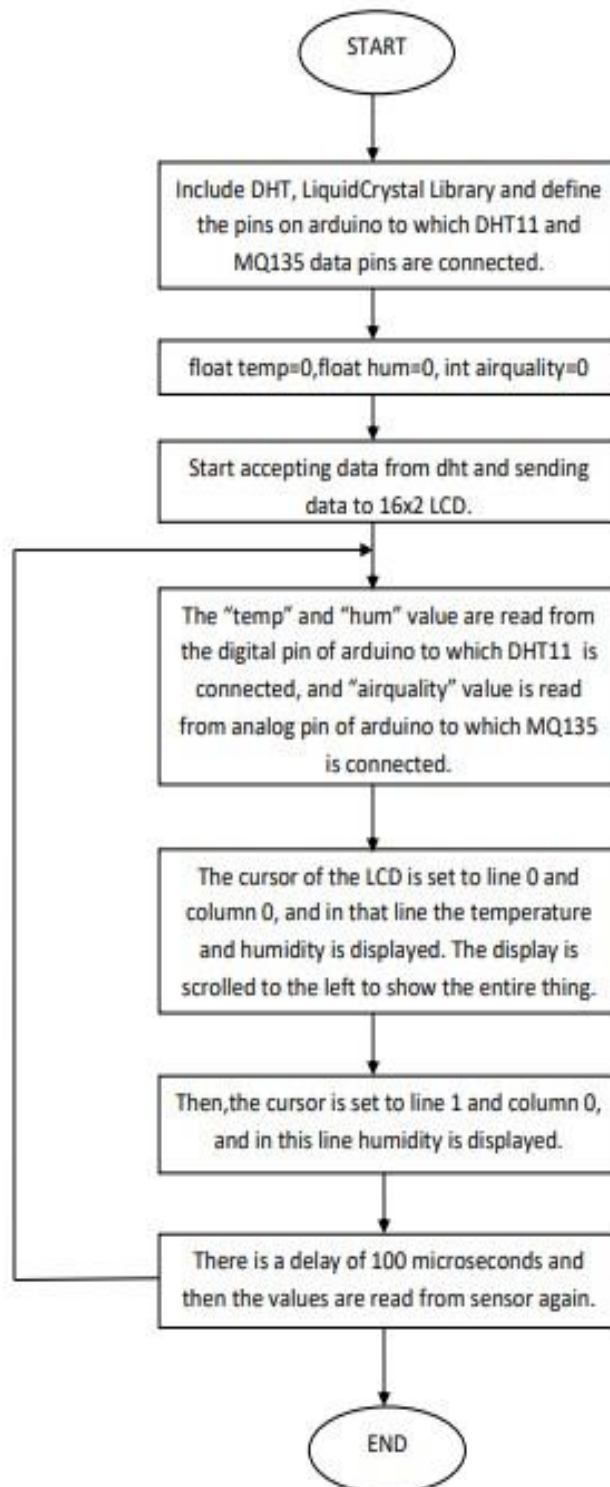 START
Include DHT, LiquidCrystal Library and define
the pins on arduino to which DHT11 and
MQ135 data pins are connected.
float temp=0,float hum=0, int airquality=0
Start accepting data from dht and sending
data to 16x2 LCD.
The “temp” and “hum” value are read from
the digital pin of arduino to which DHT11 is
connected, and “airquality” value is read
from analog pin of arduino to which MQ135
is connected.
The cursor of the LCD is set to line 0 and
column 0, and in that line the temperature
and humidity is displayed. The display is
scrolled to the left to show the entire thing.
Then,the cursor is set to line 1 and column 0,
and in this line humidity is displayed.
There is a delay of 100 microseconds and
then the values are read from sensor again.
END